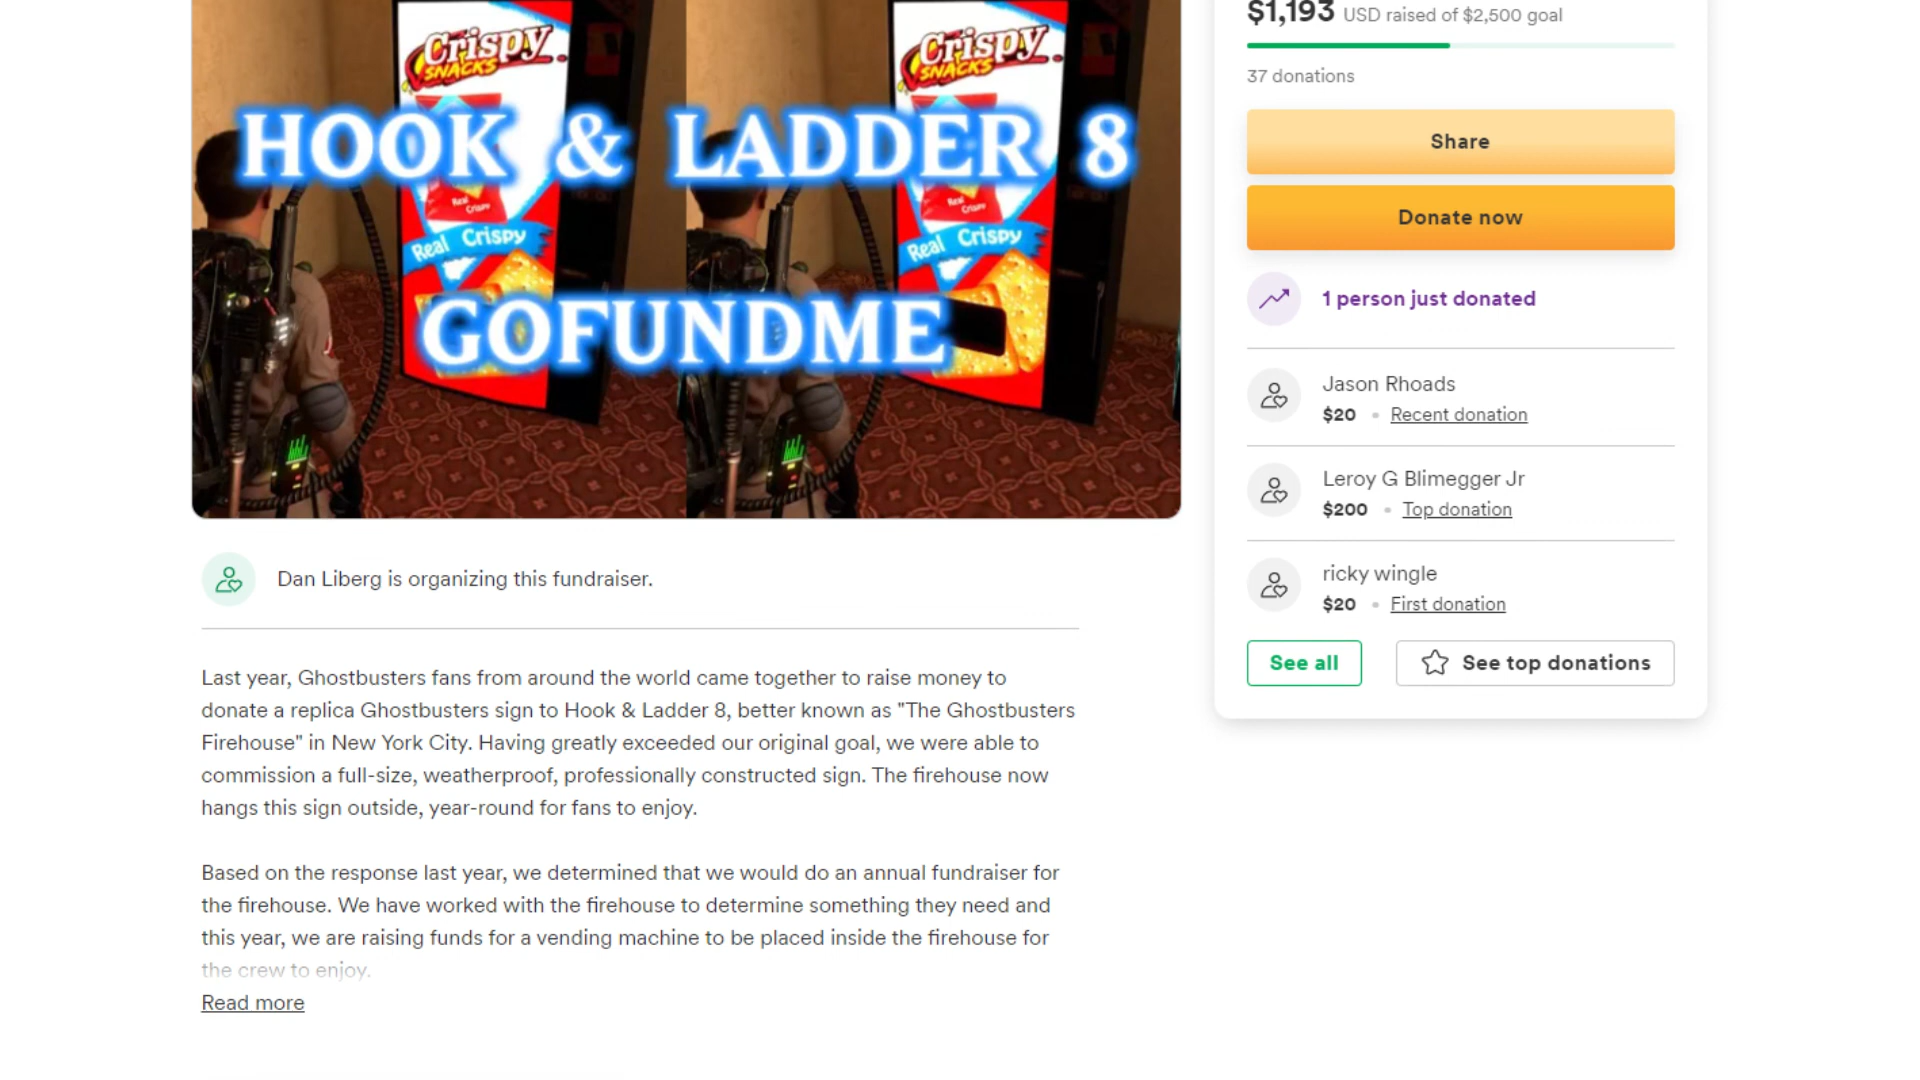 Crispy
SNACKS
Crispy
SNACKS
HOOK & LADDER 8
Real
Crispy
Real
Crispy
Real Crispy
Real Crispy
GOFUNDME
Dan Liberg is organizing this fundraiser.
Last year, Ghostbusters fans from around the world came together to raise money to
donate a replica Ghostbusters sign to Hook & Ladder 8, better known as "The Ghostbusters
Firehouse" in New York City. Having greatly exceeded our original goal, we were able to
commission a full-size, weatherproof, professionally constructed sign. The firehouse now
hangs this sign outside, year-round for fans to enjoy.
Based on the response last year, we determined that we would do an annual fundraiser for
the firehouse. We have worked with the firehouse to determine something they need and
this year, we are raising funds for a vending machine to be placed inside the firehouse for
the crew to enjoy.
Read more
$1,193 USD raised of $2,500 goal
37 donations
Share
Donate now
1 person just donated
Jason Rhoads
$20 • Recent donation
Leroy G Blimegger Jr
$200 • Top donation
ricky wingle
$20 • First donation
See all
See top donations